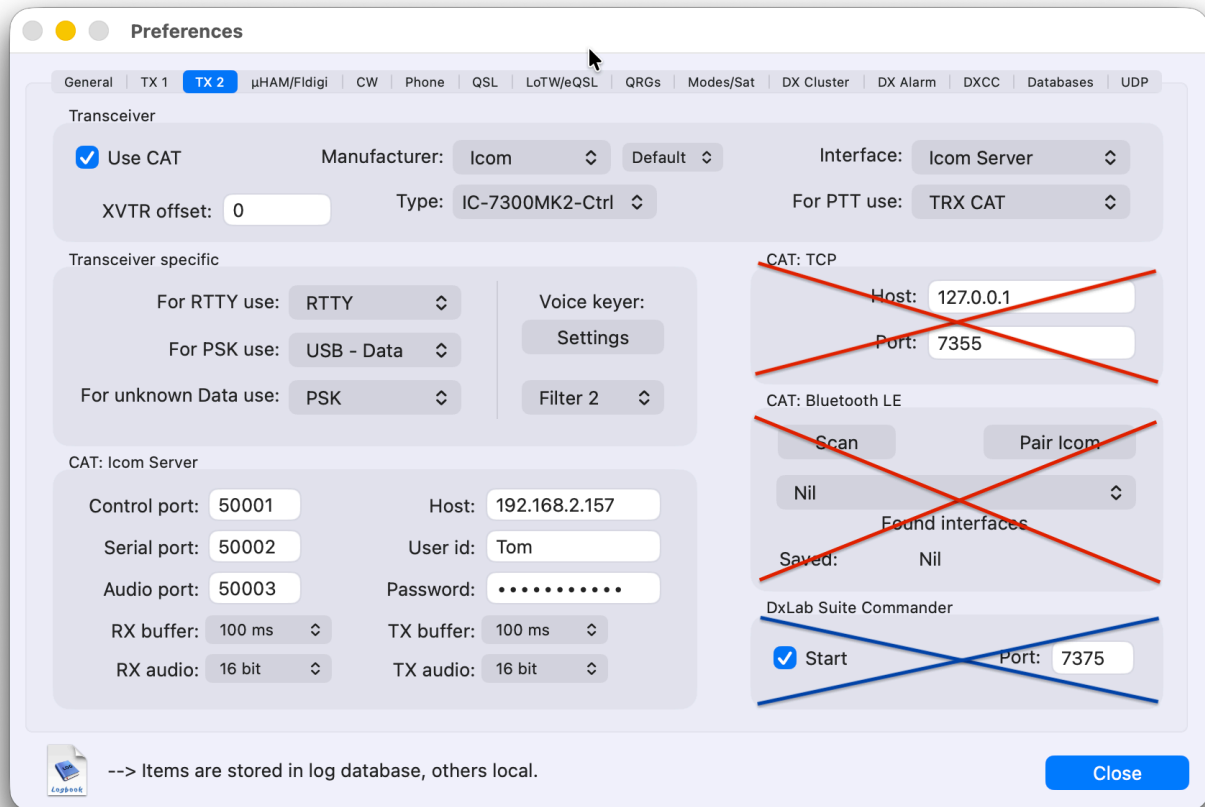 Preferences
General TX 1 TX 2 µHAM/Fldigi CW Phone QSL LoTW/eQSL QRGs Modes/Sat DX Cluster DX Alarm DXCC Databases UDP
Transceiver
Use CAT Manufacturer: Icom Default Interface: Icom Server
XVTR offset: 0 Type: IC-7300MK2-Ctrl For PTT use: TRX CAT
Transceiver specific
For RTTY use: RTTY
For PSK use: USB - Data
For unknown Data use: PSK
Voice keyer:
Settings
Filter 2
CAT: TCP
Host: 127.0.0.1
Port: 7355
CAT: Bluetooth LE
Scan Pair Icom
Nil
Found interfaces
Saved: Nil
CAT: Icom Server
Control port: 50001 Host: 192.168.2.157
Serial port: 50002 User id: Tom
Audio port: 50003 Password: •••••••••••
RX buffer: 100 ms TX buffer: 100 ms
RX audio: 16 bit TX audio: 16 bit
DxLab Suite Commander
Start Port: 7375
LOG
Logbook
--> Items are stored in log database, others local.
Close